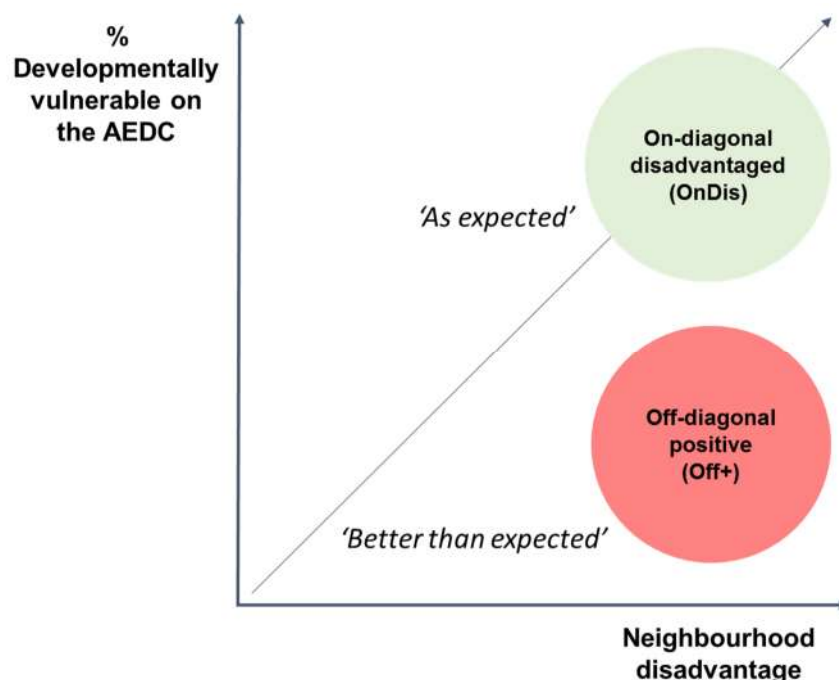 %
Developmentally
vulnerable on
the AEDC
On-diagonal
disadvantaged
(OnDis)
‘As expected’
Off-diagonal
positive
(Off+)
‘Better than expected’
Neighbourhood
disadvantage